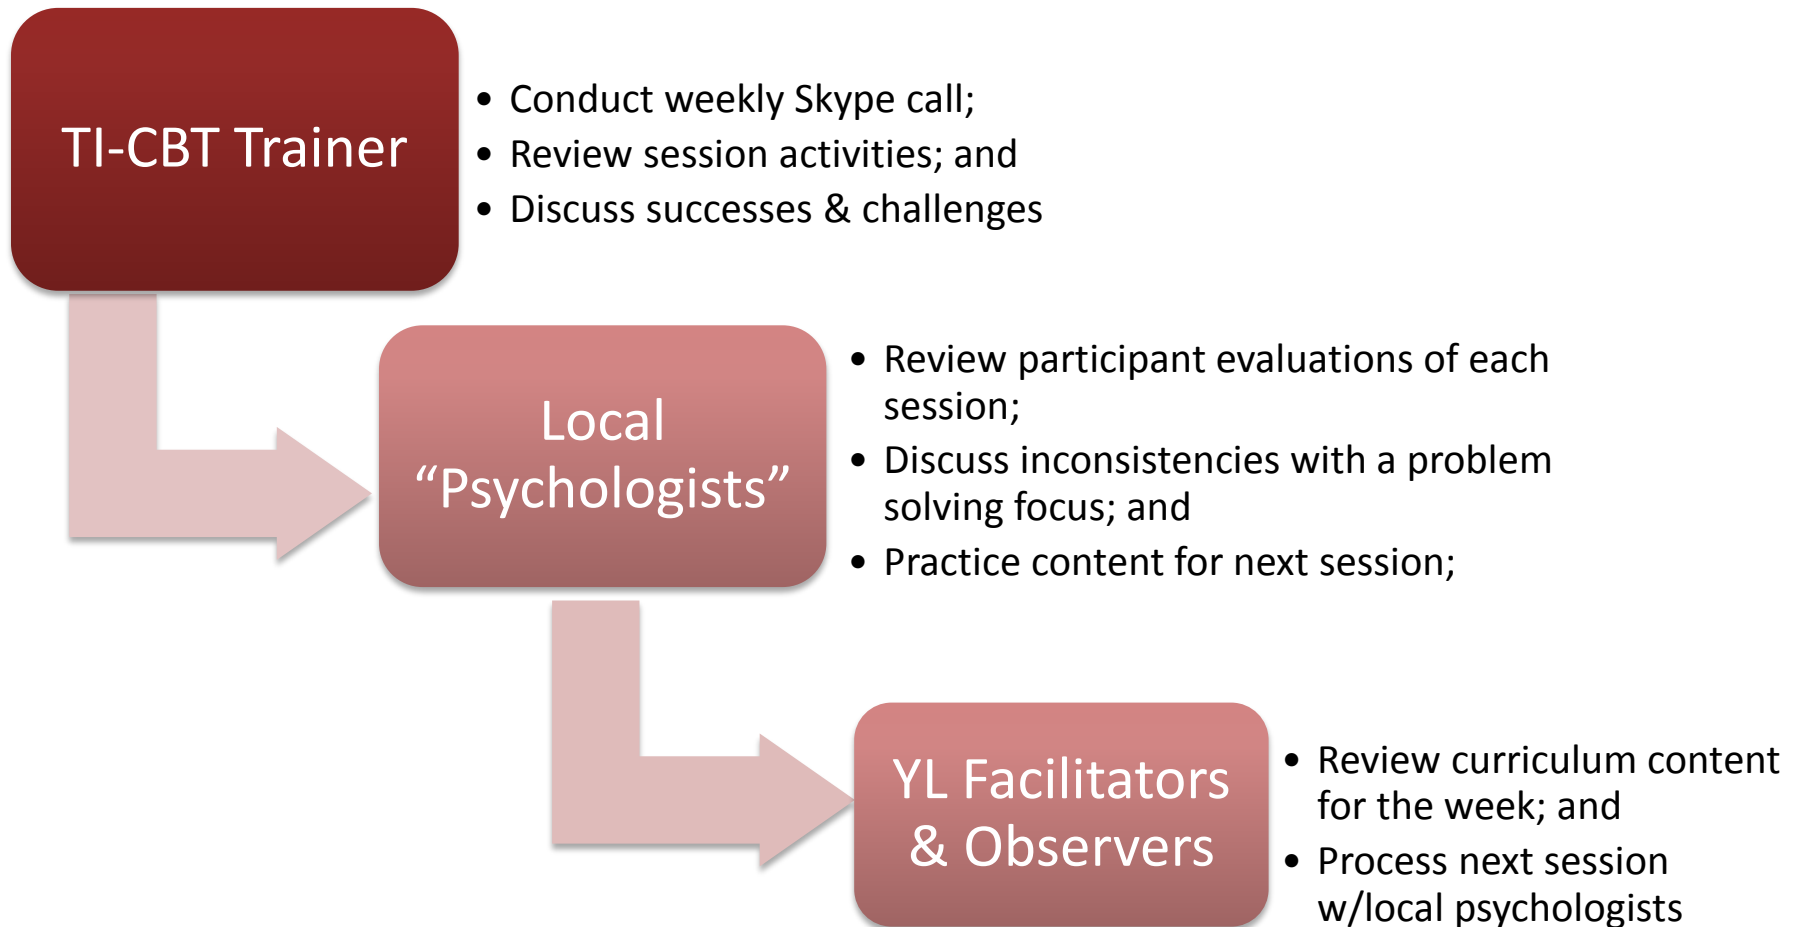 TI-CBT Trainer
• Conduct weekly Skype call;
• Review session activities; and
• Discuss successes & challenges
Local
“Psychologists”
• Review participant evaluations of each
session;
• Discuss inconsistencies with a problem
solving focus; and
• Practice content for next session;
YL Facilitators
& Observers
• Review curriculum content
for the week; and
• Process next session
w/local psychologists